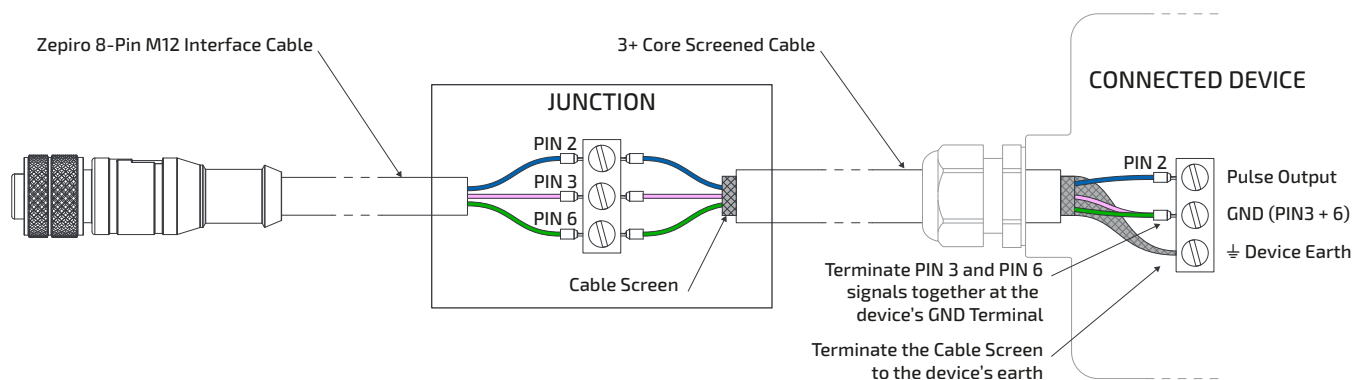 Zepiro 8-Pin M12 Interface Cable
3+ Core Screened Cable
CONNECTED DEVICE
JUNCTION
PIN 2
PIN 3
PIN 6
Cable Screen
PIN 2
Pulse Output
GND (PIN3 + 6)
⏚ Device Earth
Terminate PIN 3 and PIN 6
signals together at the
device's GND Terminal
Terminate the Cable Screen
to the device's earth